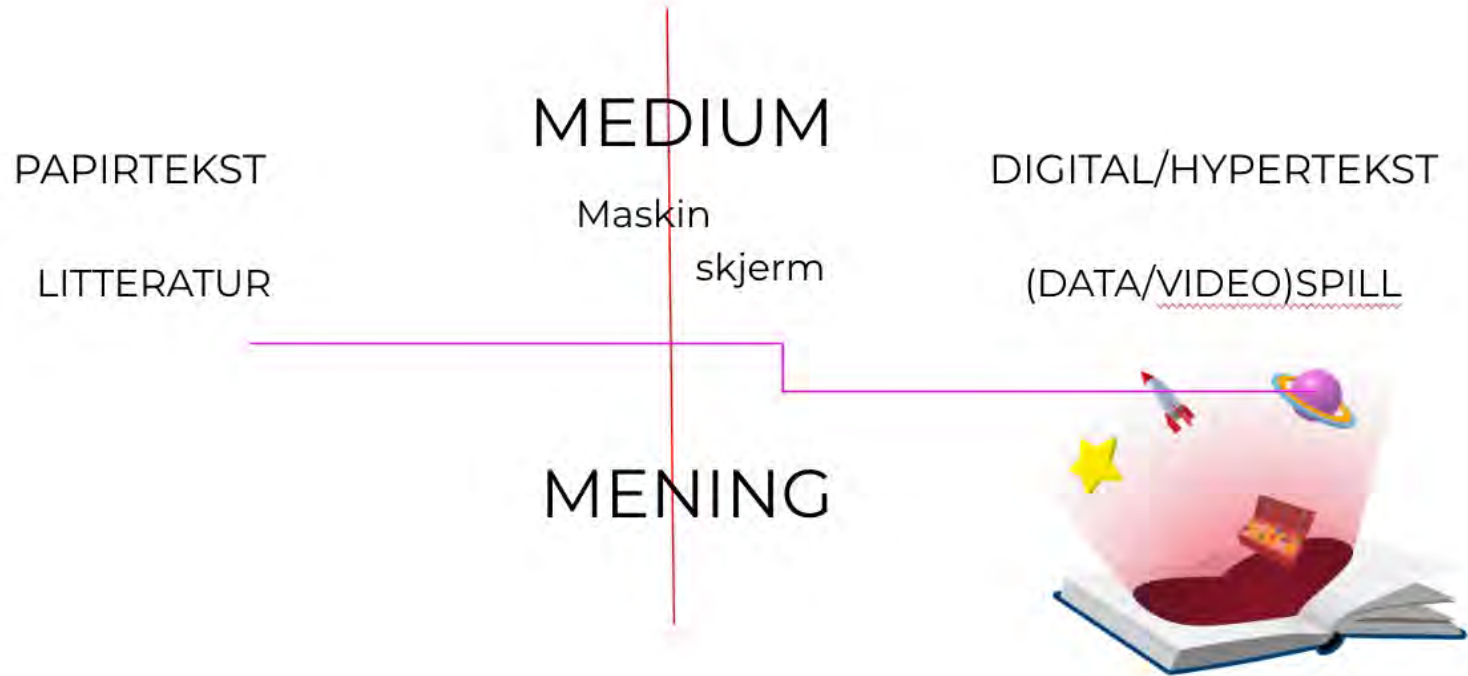 MEDIUM
PAPIRTEKST
DIGITAL/HYPERTEKST
Maskin
skjerm
LITTERATUR
(DATA/VIDEO)SPILL
MENING